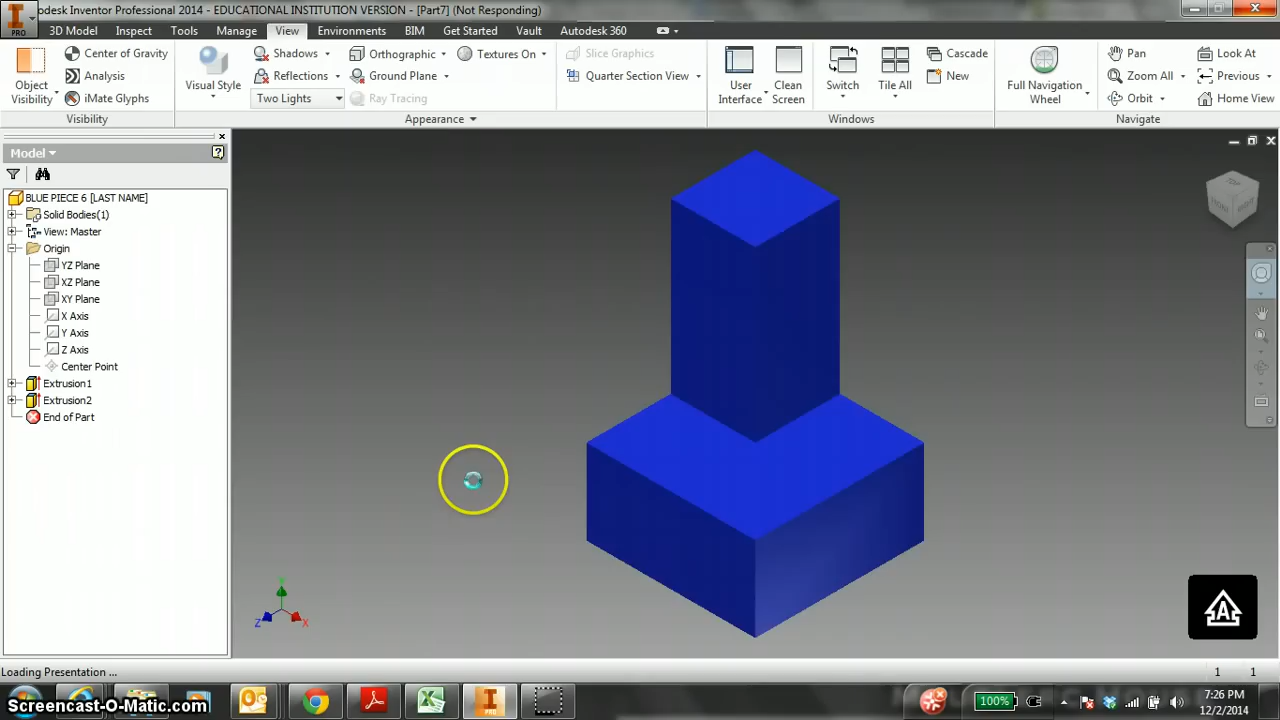 odesk Inventor Professional 2014 - EDUCATIONAL INSTITUTION VERSION - [Part7] (Not Responding)
PRO
3D Model Inspect Tools Manage View Environments BIM Get Started Vault Autodesk 360
Object Visibility
Center of Gravity
Analysis
iMate Glyphs
Visibility
Visual Style
Shadows
Reflections
Two Lights
Orthographic
Ground Plane
Ray Tracing
Textures On
Slice Graphics
Quarter Section View
Appearance
User Interface
Clean Screen
Switch
Tile All
Cascade
New
Windows
Full Navigation Wheel
Pan
Zoom All
Orbit
Look At
Previous
Home View
Navigate
Model
BLUE PIECE 6 [LAST NAME]
Solid Bodies(1)
View: Master
Origin
YZ Plane
XZ Plane
XY Plane
X Axis
Y Axis
Z Axis
Center Point
Extrusion1
Extrusion2
End of Part
FRONT RIGHT
Y
Z X
A
Loading Presentation ...
1 1
Screencast-O-Matic.com
PRO
100%
7:26 PM
12/2/2014